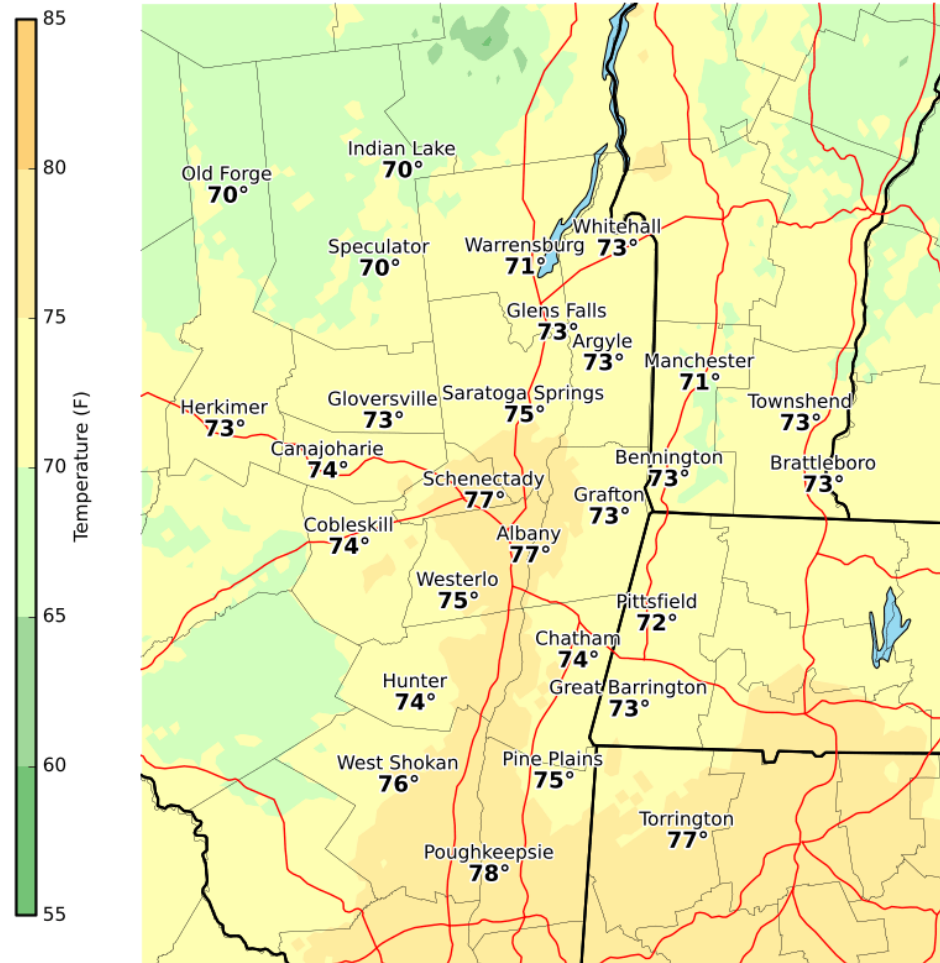 85
80
75
70
65
60
55
Temperature (F)
Indian Lake
70°
Old Forge
70°
Whitehall
73°
Speculator
70°
Warrensburg
71°
Glens Falls
73°
Argyle
73°
Manchester
71°
Saratoga Springs
75°
Gloversville
73°
Townshend
73°
Herkimer
73°
Canajoharie
74°
Bennington
73°
Brattleboro
73°
Schenectady
77°
Grafton
73°
Cobleskill
74°
Albany
77°
Westerlo
75°
Pittsfield
72°
Chatham
74°
Hunter
74°
Great Barrington
73°
West Shokan
76°
Pine Plains
75°
Torrington
77°
Poughkeepsie
78°